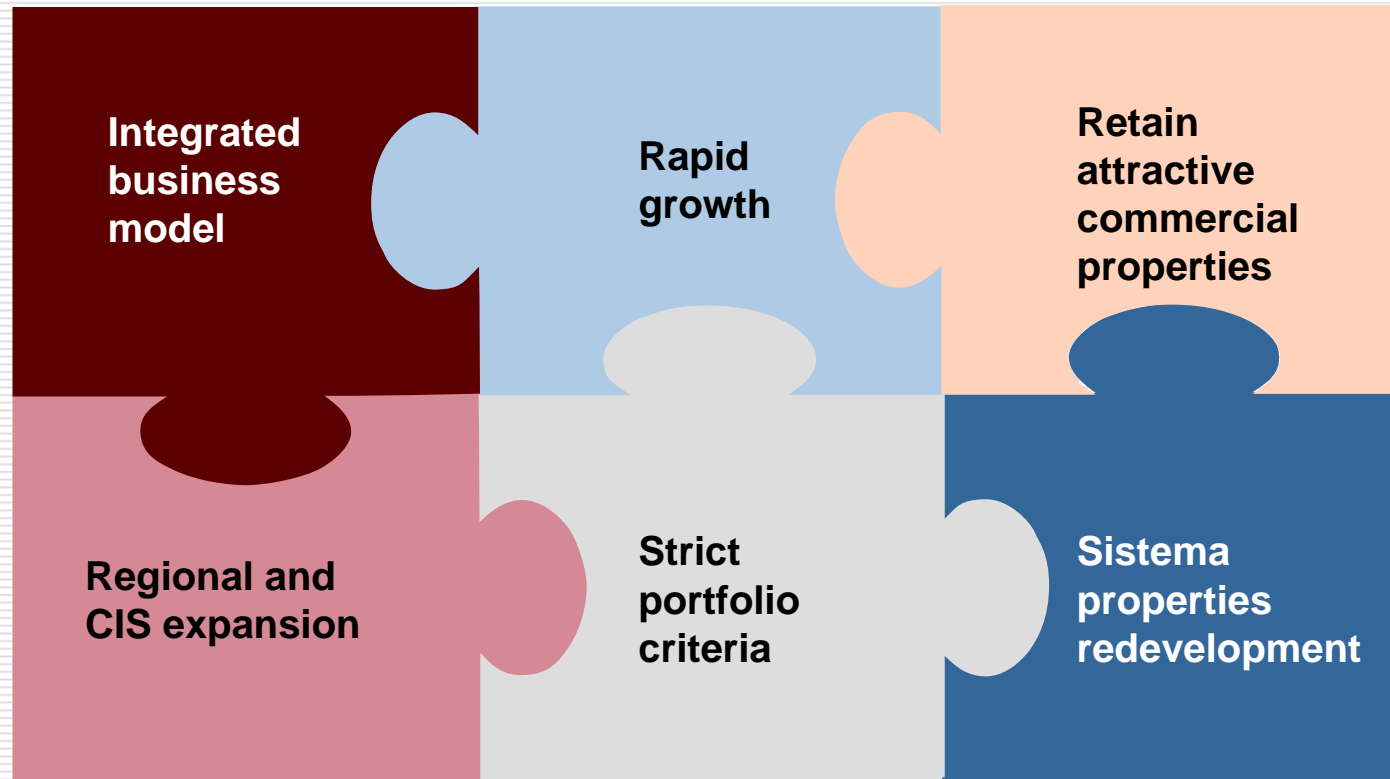 Integrated
business
model
Rapid
growth
Retain
attractive
commercial
properties
Regional and
CIS expansion
Strict
portfolio
criteria
Sistema
properties
redevelopment